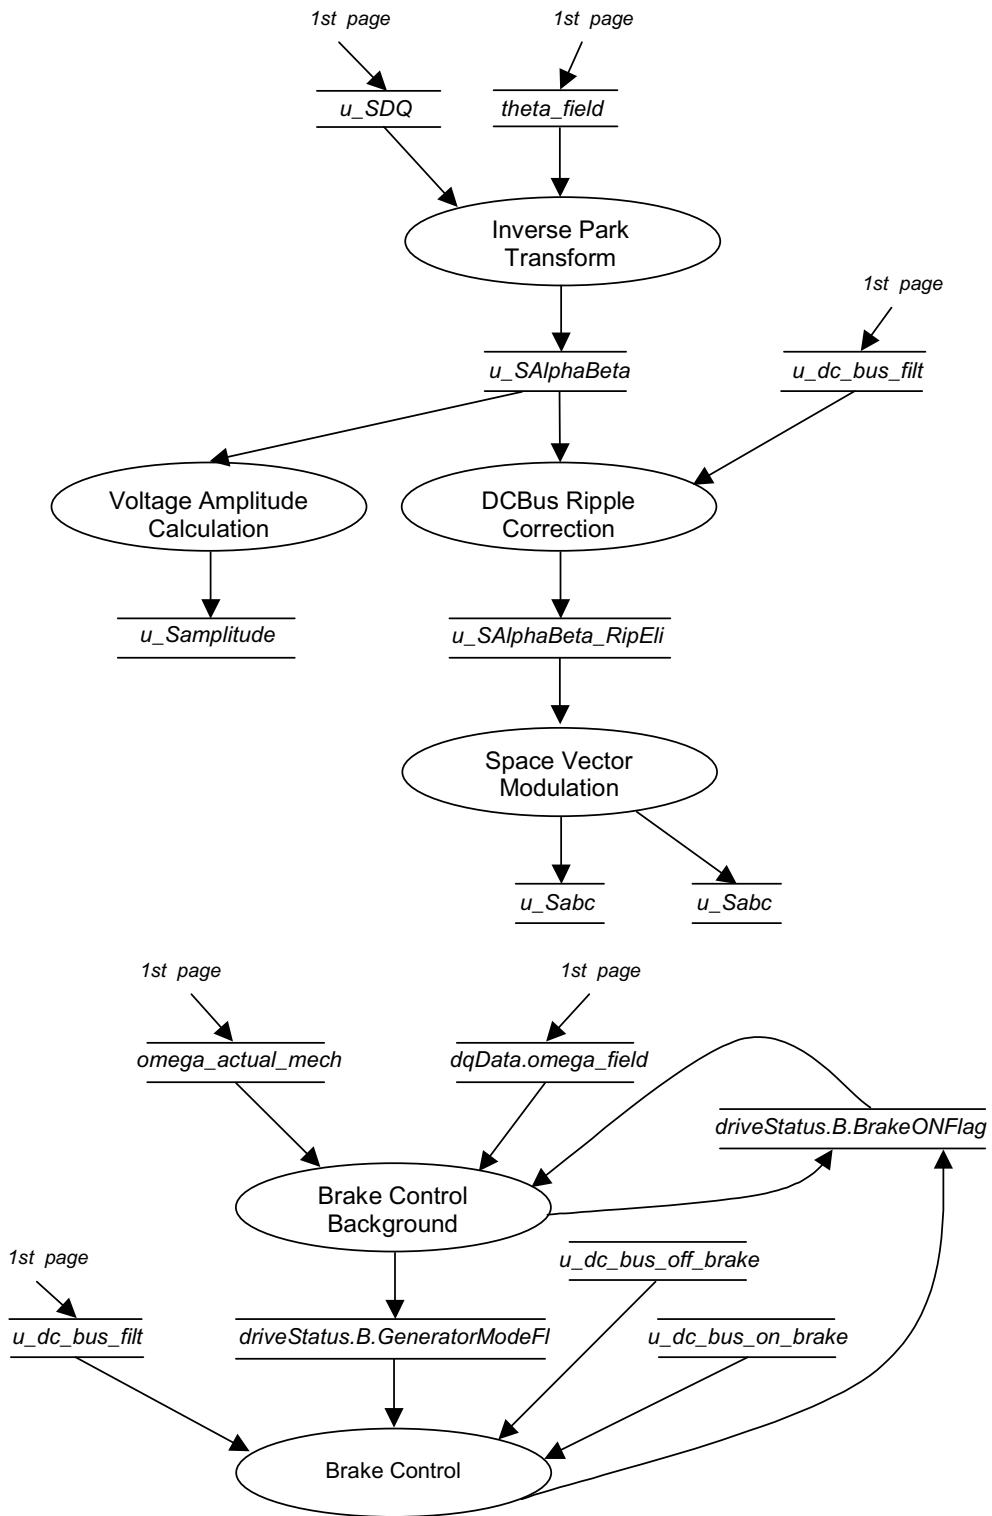 1st page
1st page
u_SDQ
theta_field
Inverse Park
Transform
1st page
u_SAlphaBeta
u_dc_bus_filt
Voltage Amplitude
Calculation
DCBus Ripple
Correction
u_Samplitude
u_SAlphaBeta_RipEli
Space Vector
Modulation
u_Sabc
u_Sabc
1st page
1st page
omega_actual_mech
dqData.omega_field
driveStatus.B.BrakeONFlag
Brake Control
Background
1st page
u_dc_bus_off_brake
u_dc_bus_filt
driveStatus.B.GeneratorModeFl
u_dc_bus_on_brake
Brake Control